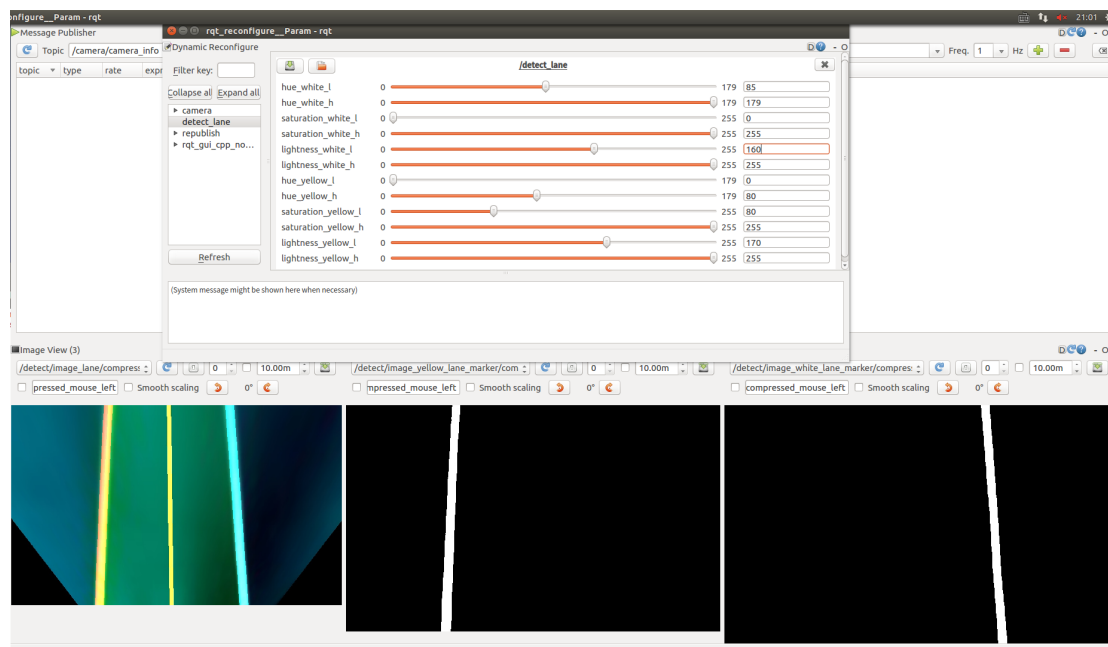 nfigure__Param - rqt
21:01
Message Publisher
D - O
Topic /camera/camera_info
Freq. 1 Hz
topic type rate expr
rqt_reconfigure__Param - rqt
Dynamic Reconfigure
D - O
Filter key:
Collapse all Expand all
camera
detect_lane
republish
rqt_gui_cpp_no...
Refresh
/detect_lane
hue_white_l 0 179 85
hue_white_h 0 179 179
saturation_white_l 0 255 0
saturation_white_h 0 255 255
lightness_white_l 0 255 160
lightness_white_h 0 255 255
hue_yellow_l 0 179 0
hue_yellow_h 0 179 80
saturation_yellow_l 0 255 80
saturation_yellow_h 0 255 255
lightness_yellow_l 0 255 170
lightness_yellow_h 0 255 255
(System message might be shown here when necessary)
Image View (3)
D - O
/detect/image_lane/compress 0 10.00m
pressed_mouse_left Smooth scaling 0°
/detect/image_yellow_lane_marker/com 0 10.00m
mpressed_mouse_left Smooth scaling 0°
/detect/image_white_lane_marker/compres 0 10.00m
compressed_mouse_left Smooth scaling 0°